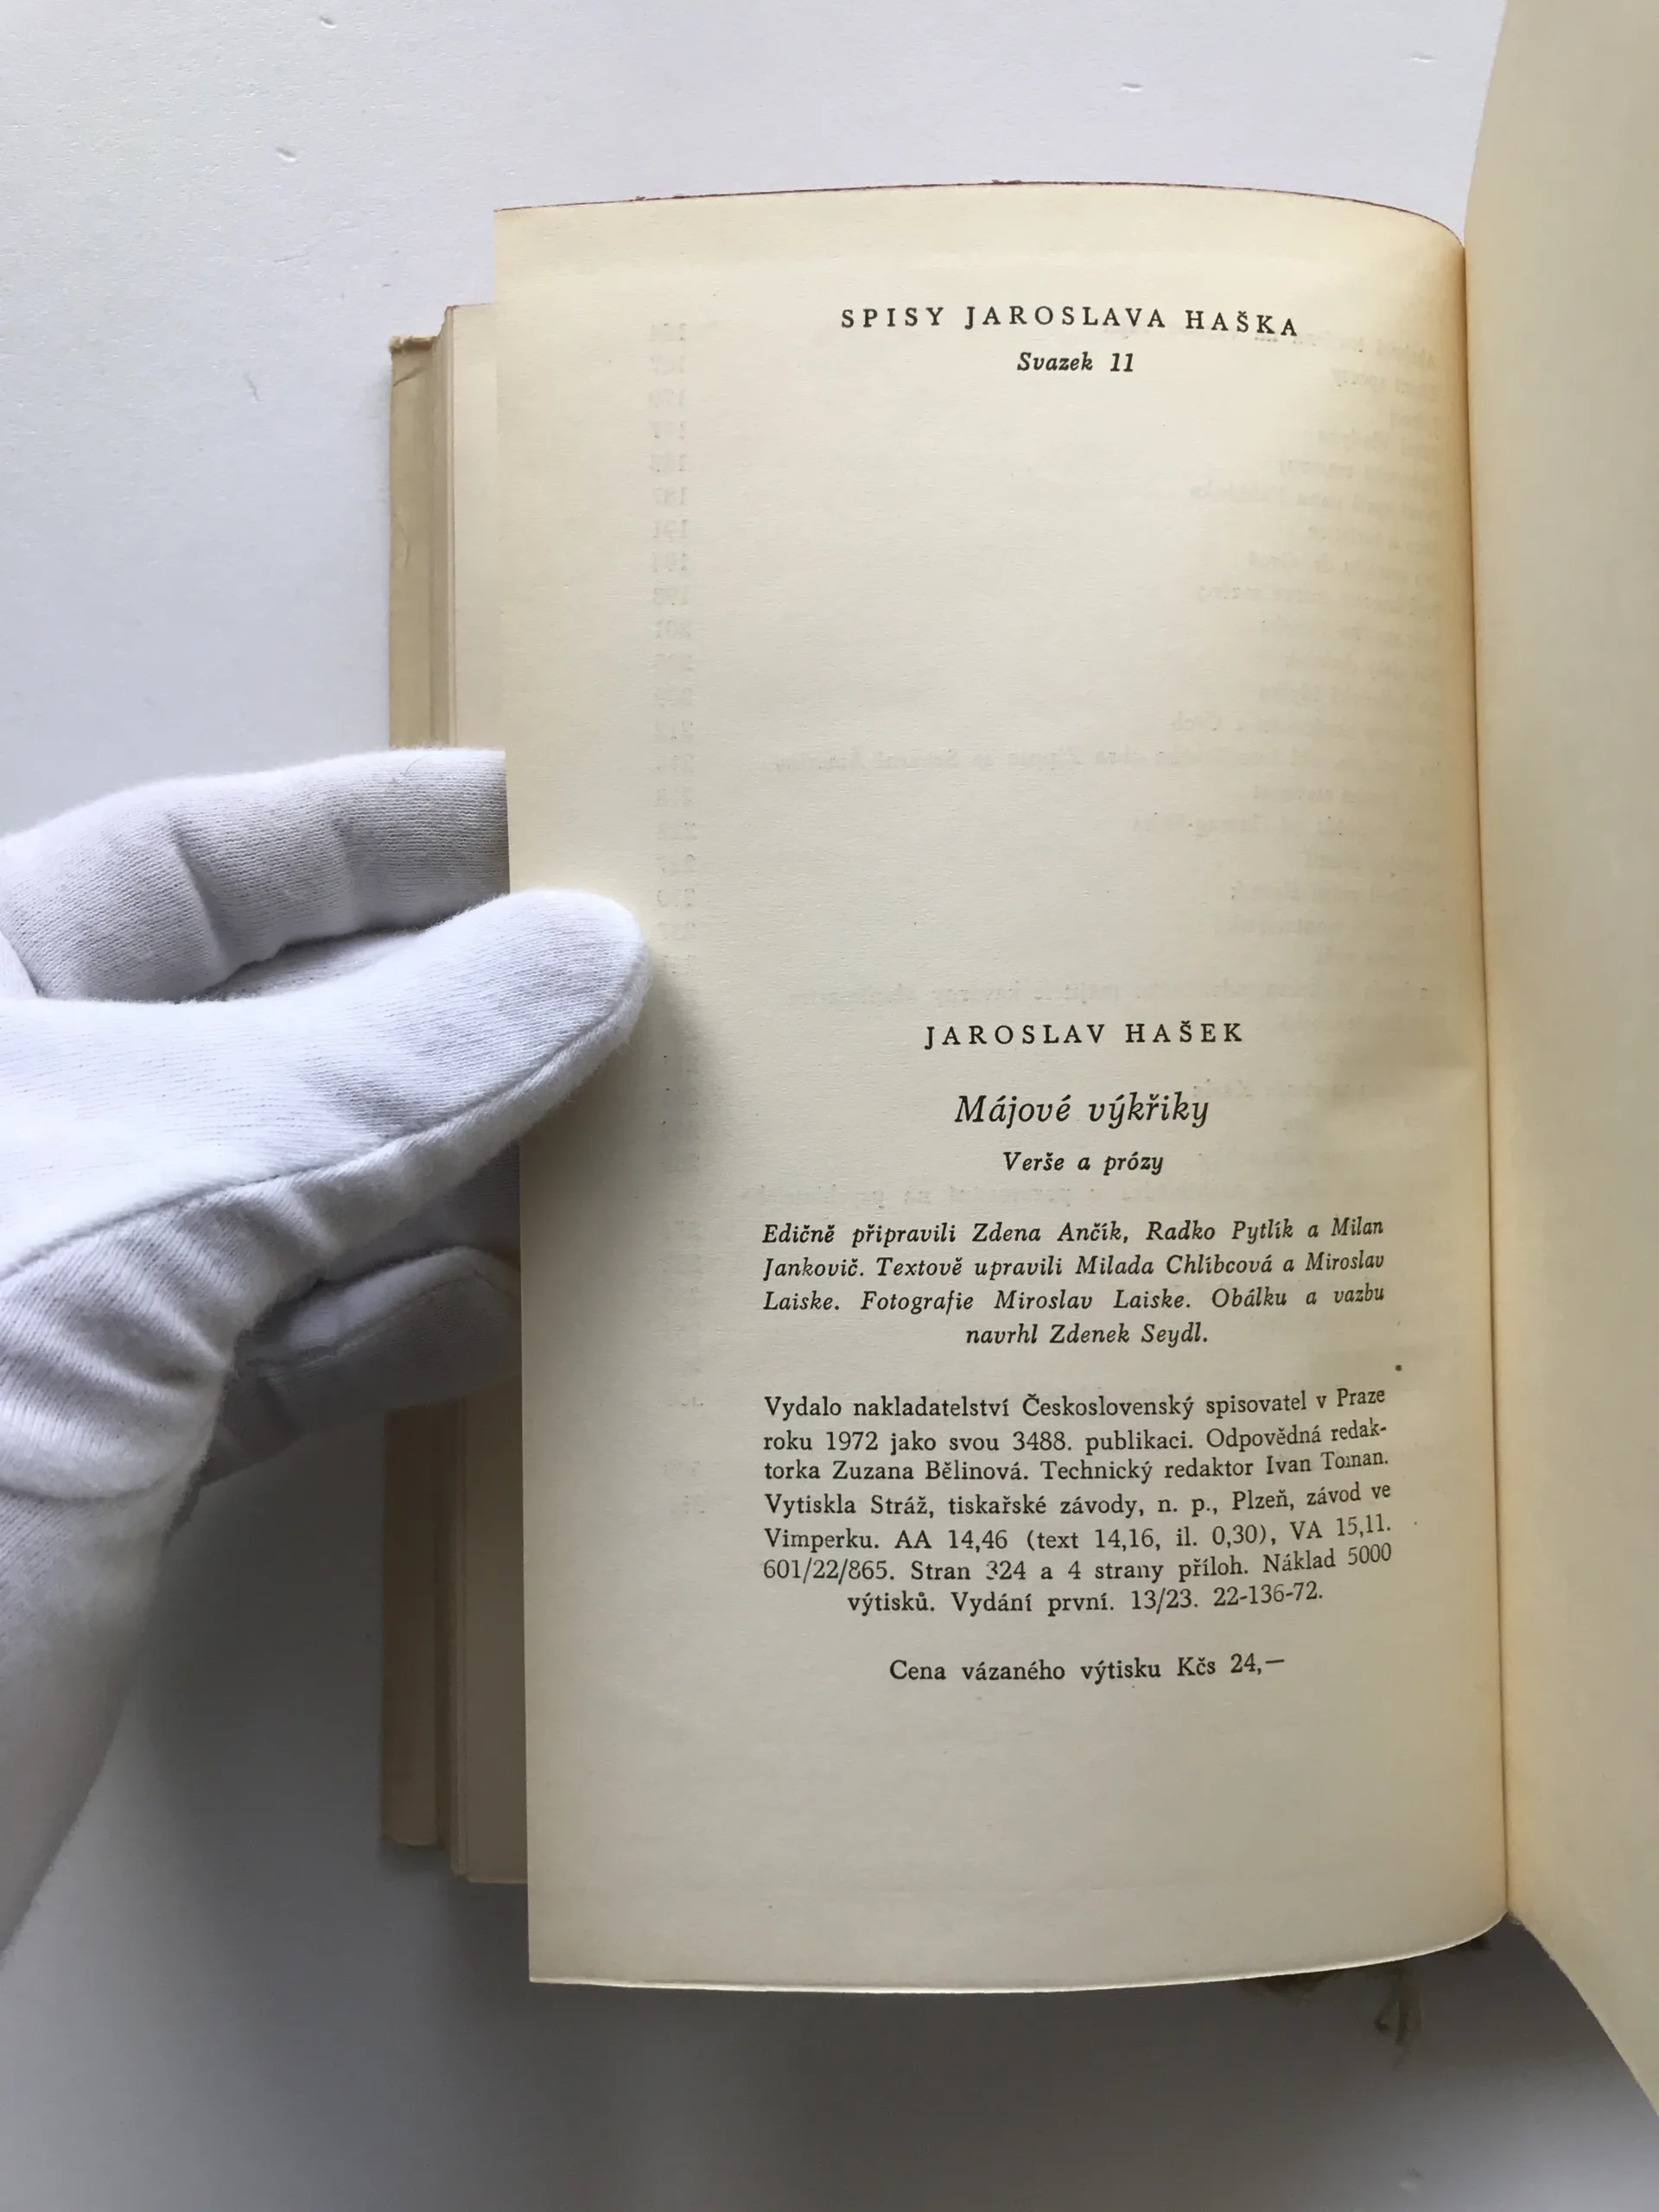 SPISY JAROSLAVA HAŠKA
Svazek 11
JAROSLAV HAŠEK
Májové výkřiky
Verše a prózy
Edičně připravili Zdena Ančík, Radko Pytlík a Milan
Jankovič. Textově upravili Milada Chlíbcová a Miroslav
Laiske. Fotografie Miroslav Laiske. Obálku a vazbu
navrhl Zdenek Seydl.
Vydalo nakladatelství Československý spisovatel v Praze
roku 1972 jako svou 3488. publikaci. Odpovědná redak-
torka Zuzana Bělinová. Technický redaktor Ivan Toman.
Vytiskla Stráž, tiskařské závody, n. p., Plzeň, závod ve
Vimperku. AA 14,46 (text 14,16, il. 0,30), VA 15,11.
601/22/865. Stran 324 a 4 strany příloh. Náklad 5000
výtisků. Vydání první. 13/23. 22-136-72.
Cena vázaného výtisku Kčs 24,—